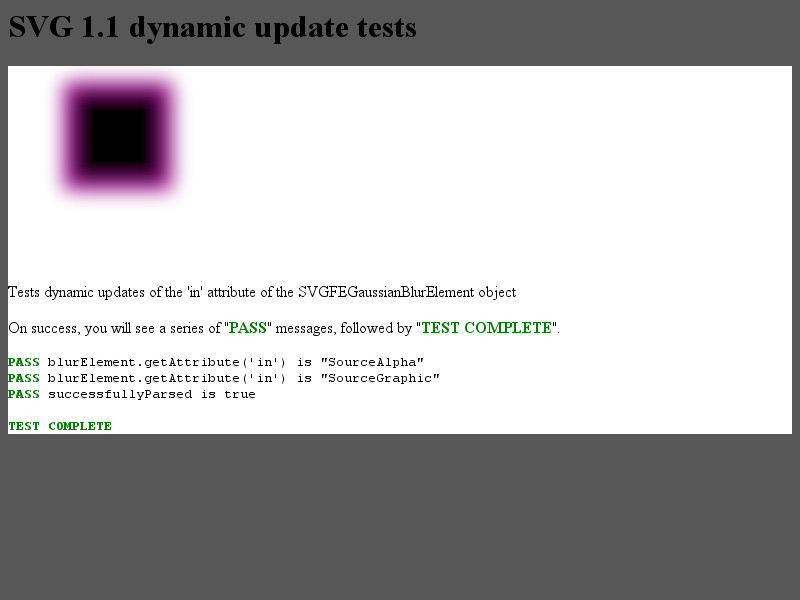 SVG 1.1 dynamic update tests
Tests dynamic updates of the 'in' attribute of the SVGFEGaussianBlurElement object
On success, you will see a series of "PASS" messages, followed by "TEST COMPLETE".
PASS blurElement.getAttribute('in') is "SourceAlpha"
PASS blurElement.getAttribute('in') is "SourceGraphic"
PASS successfullyParsed is true
TEST COMPLETE